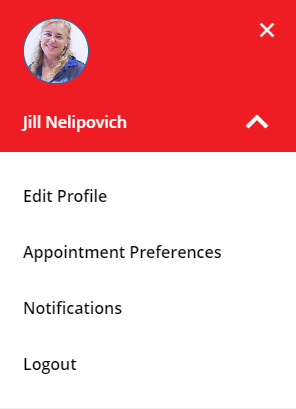 Jill Nelipovich
Edit Profile
Appointment Preferences
Notifications
Logout